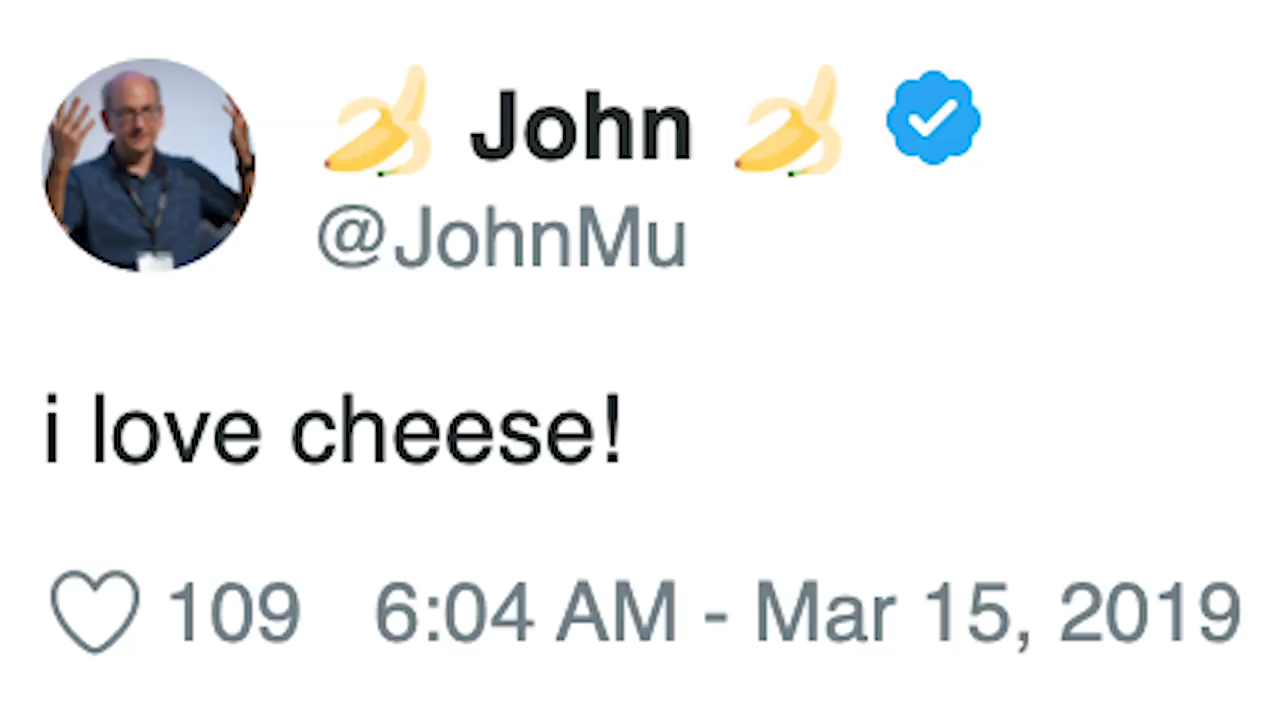 🍌 John 🍌
@JohnMu
i love cheese!
109 6:04 AM - Mar 15, 2019